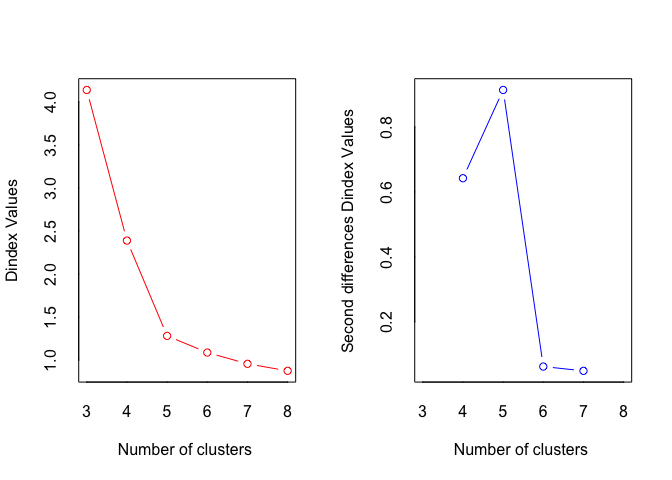 Dindex Values
4.0
3.5
3.0
2.5
2.0
1.5
1.0
3 4 5 6 7 8
Number of clusters
Second differences Dindex Values
0.8
0.6
0.4
0.2
3 4 5 6 7 8
Number of clusters